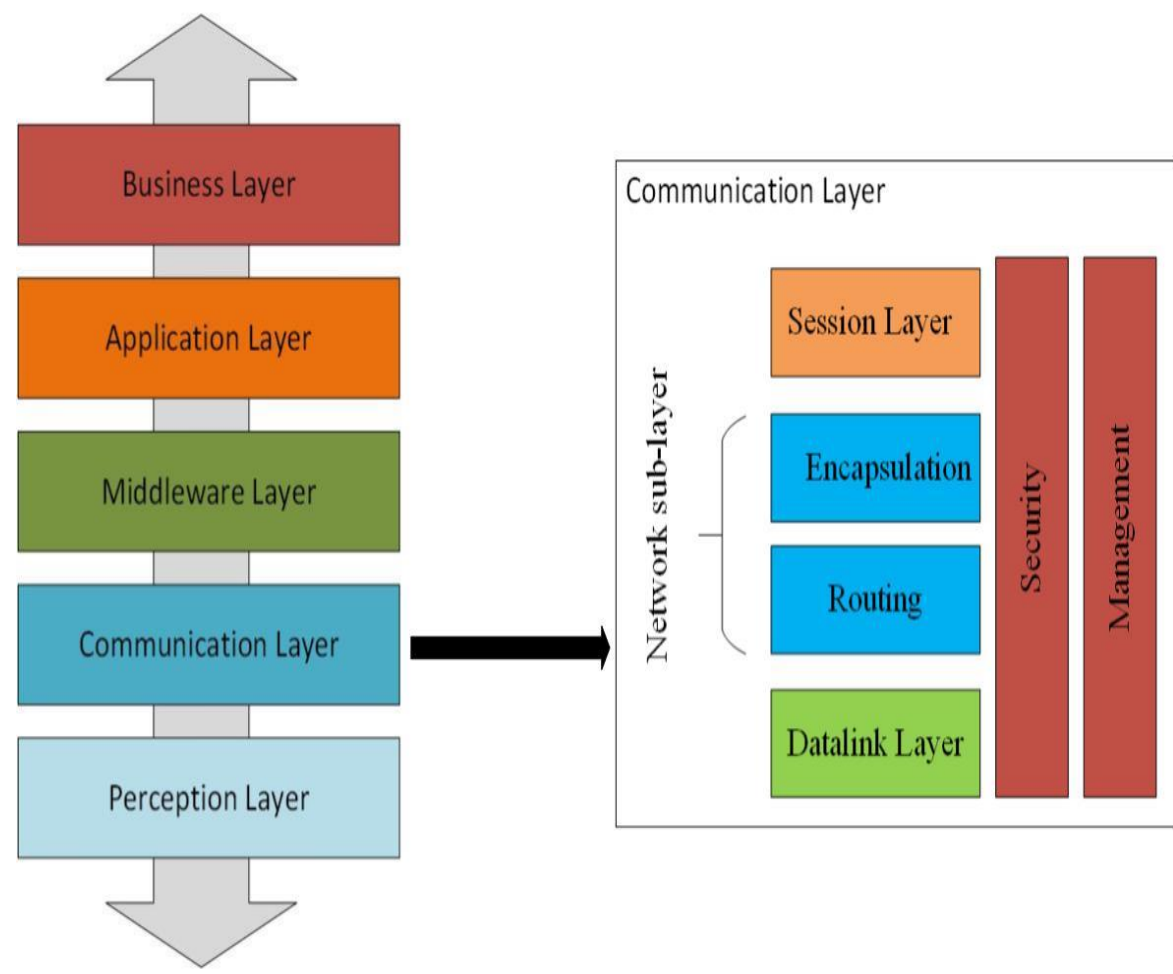 Business Layer
Application Layer
Middleware Layer
Communication Layer
Perception Layer
Communication Layer
Network sub-layer
Session Layer
Encapsulation
Routing
Datalink Layer
Security
Management